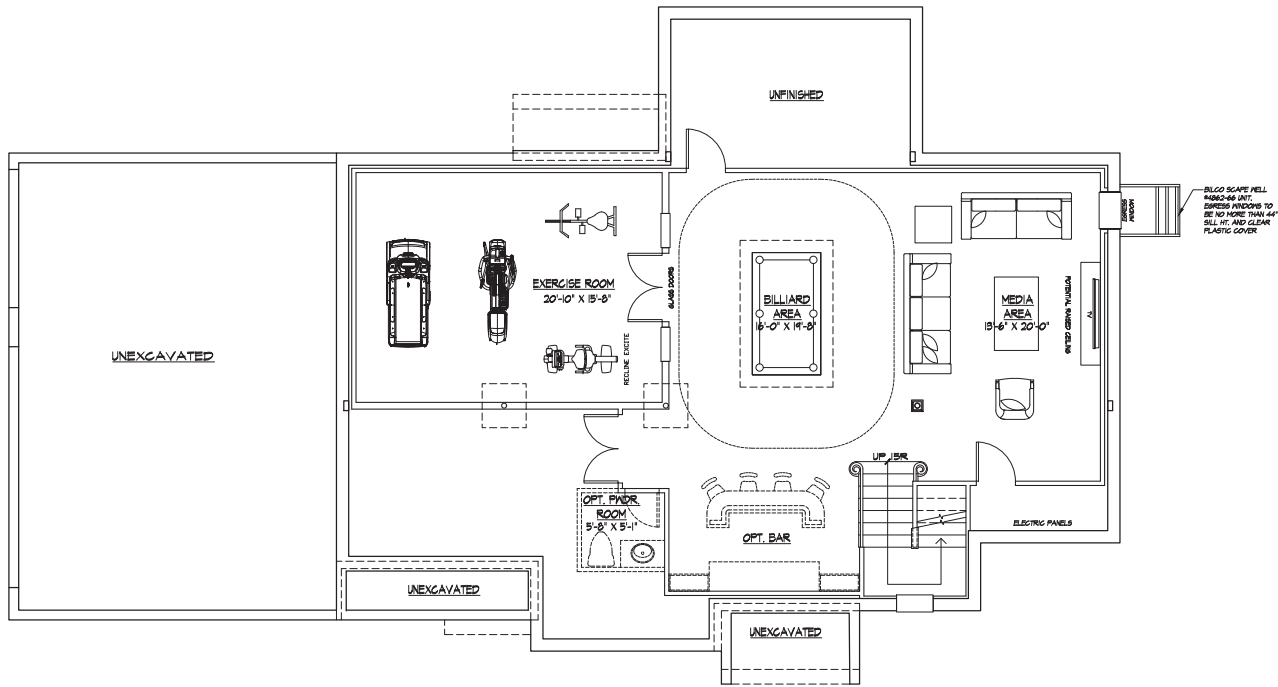 UNFINISHED
BILCO SCAPE WELL
#4862-66 UNIT.
EGRESS WINDOWS TO
BE NO MORE THAN 44"
SILL HT. AND CLEAR
PLASTIC COVER
EGRESS
WINDOW
EXERCISE ROOM
20'-10" X 15'-8"
GLASS DOORS
BILLIARD
AREA
16'-0" X 19'-8"
MEDIA
AREA
13'-6" X 20'-0"
POTENTIAL RAISED CEILING
TV
UNEXCAVATED
RECLINE EXCITE
UP 15R
OPT. PWDR.
ROOM
5'-8" X 5'-1"
OPT. BAR
ELECTRIC PANELS
UNEXCAVATED
UNEXCAVATED